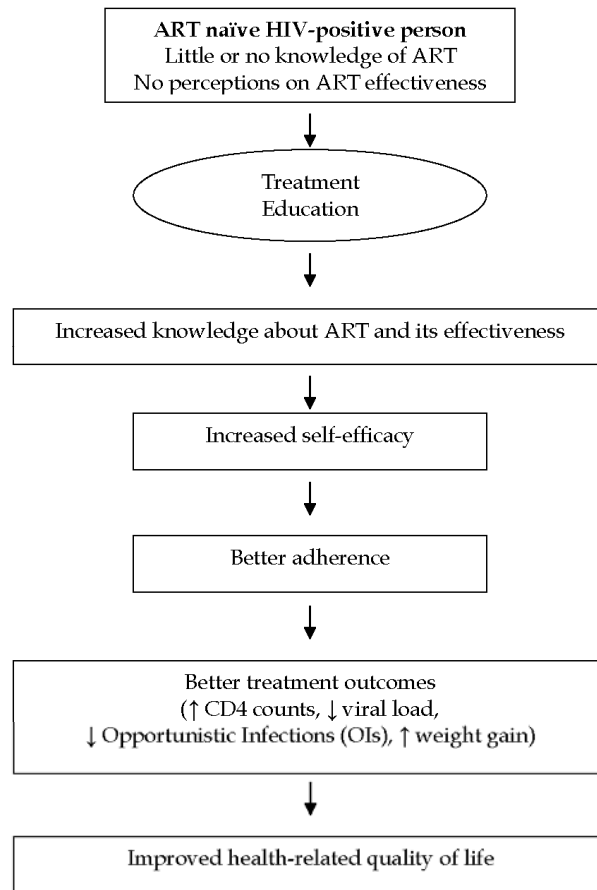 ART naïve HIV-positive person
Little or no knowledge of ART
No perceptions on ART effectiveness
Treatment
Education
Increased knowledge about ART and its effectiveness
Increased self-efficacy
Better adherence
Better treatment outcomes
(↑ CD4 counts, ↓ viral load,
↓ Opportunistic Infections (OIs), ↑ weight gain)
Improved health-related quality of life